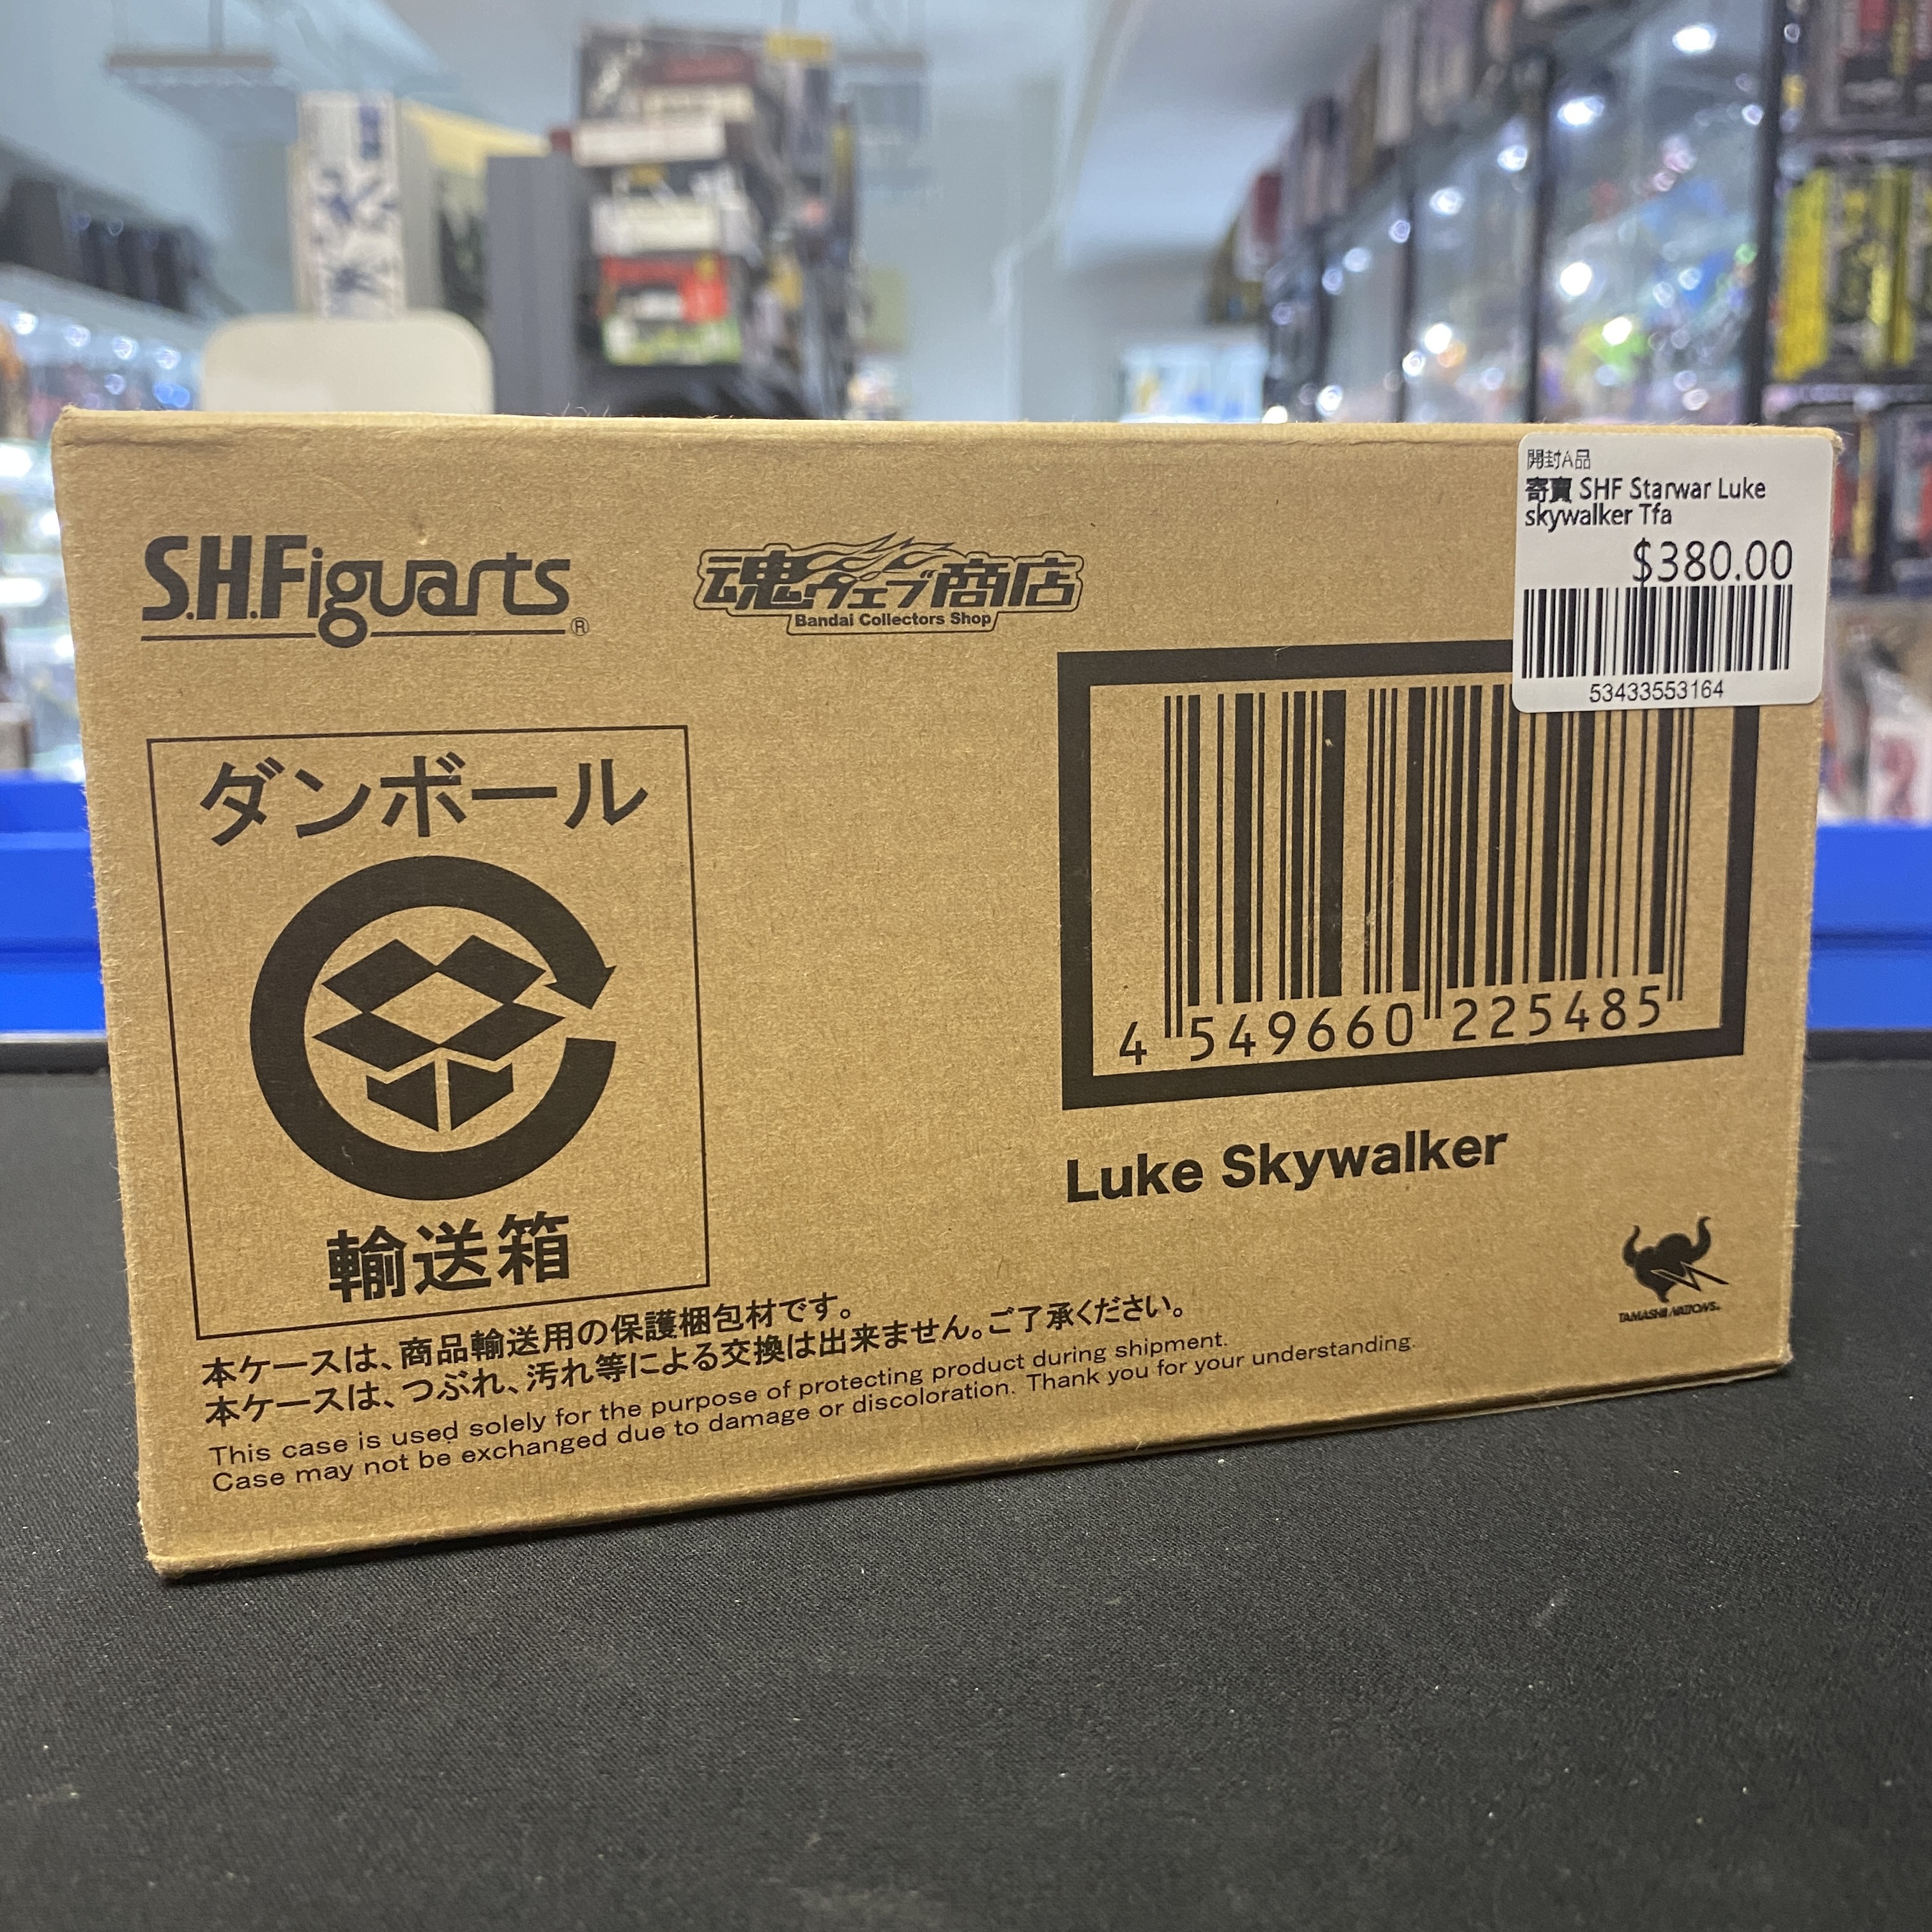 開封A品
寄賣 SHF Starwar Luke
skywalker Tfa
$380.00
53433553164
S.H.Figuarts
®
魂ウェブ商店
Bandai Collectors Shop
4 549660 225485
Luke Skywalker
ダンボール
輸送箱
TAMASHII NATIONS
本ケースは、商品輸送用の保護梱包材です。
本ケースは、つぶれ、汚れ等による交換は出来ません。ご了承ください。
This case is used solely for the purpose of protecting product during shipment.
Case may not be exchanged due to damage or discoloration. Thank you for your understanding.